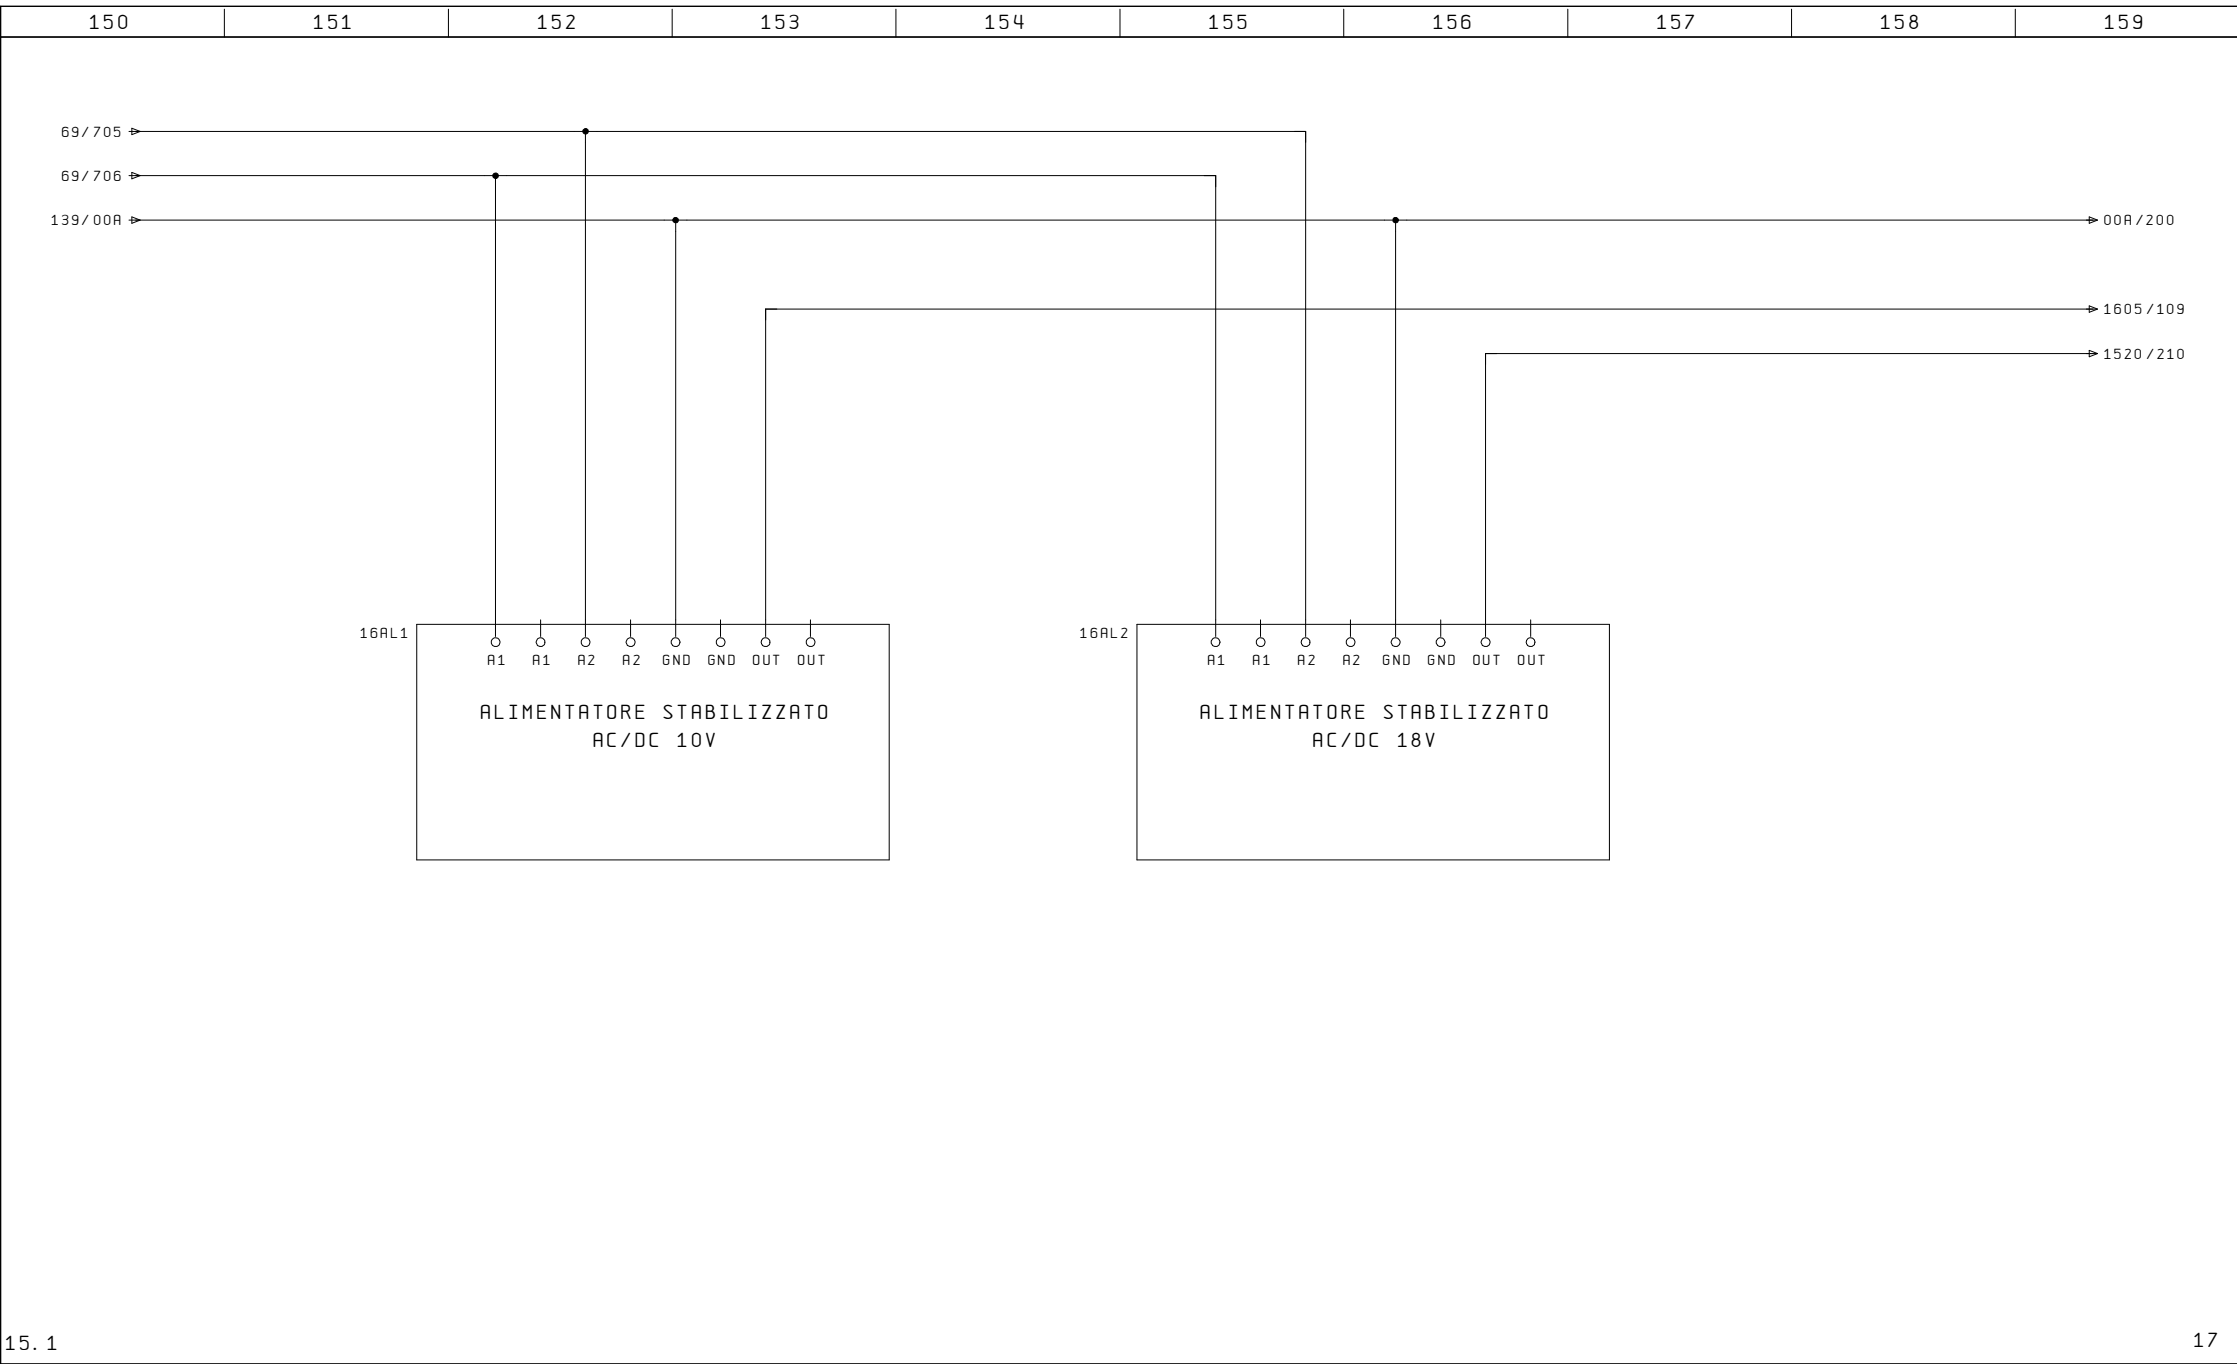 150 151 152 153 154 155 156 157 158 159
69/705
69/706
139/00A 00A/200
1605/109
1520/210
16AL1 16AL2
A1 A1 A2 A2 GND GND OUT OUT A1 A1 A2 A2 GND GND OUT OUT
ALIMENTATORE STABILIZZATO ALIMENTATORE STABILIZZATO
AC/DC 10V AC/DC 18V
15.1 17